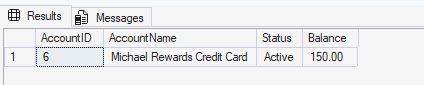 Results Messages
AccountID AccountName Status Balance
1 6 Michael Rewards Credit Card Active 150.00